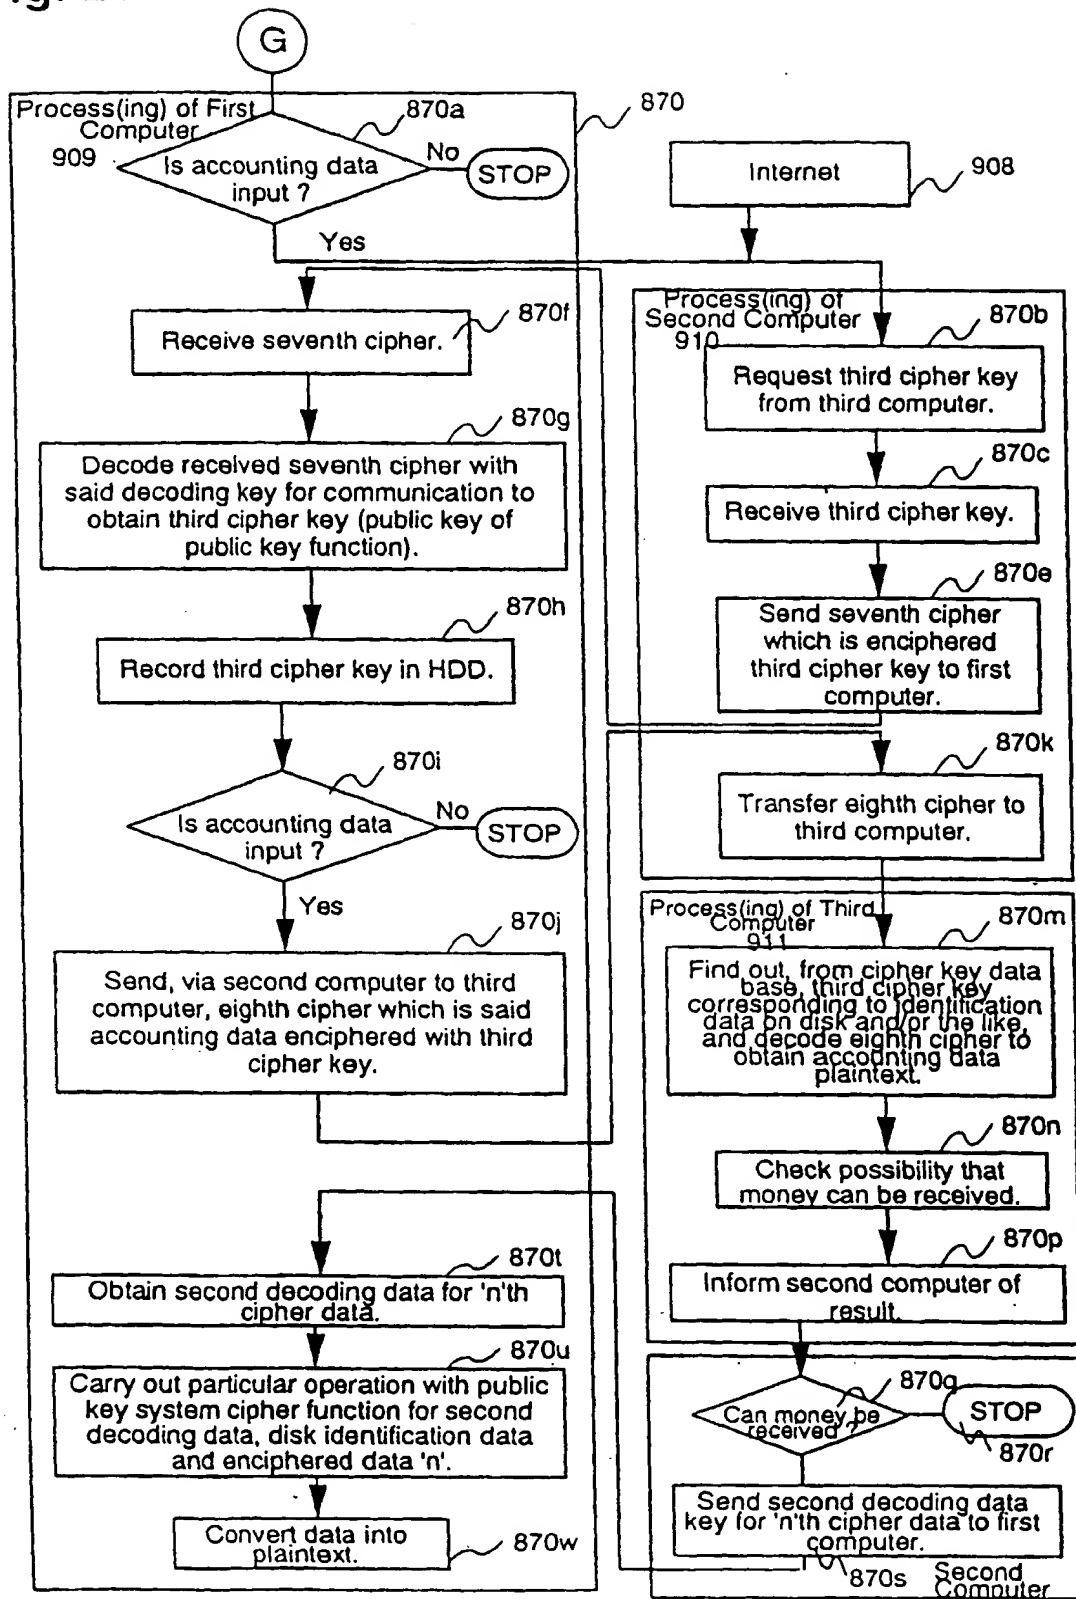 G
Process(ing) of First
Computer
909
870a
870
Is accounting data
input ?
No
STOP
Yes
Internet
908
870f
Receive seventh cipher.
870g
Decode received seventh cipher with
said decoding key for communication to
obtain third cipher key (public key of
public key function).
870h
Record third cipher key in HDD.
870i
Is accounting data
input ?
No
STOP
Yes
870j
Send, via second computer to third
computer, eighth cipher which is said
accounting data enciphered with third
cipher key.
Process(ing) of
Second Computer
910
870b
Request third cipher key
from third computer.
870c
Receive third cipher key.
870e
Send seventh cipher
which is enciphered
third cipher key to first
computer.
870k
Transfer eighth cipher to
third computer.
Process(ing) of Third
Computer
911
870m
Find out, from cipher key data
base, third cipher key
corresponding to identification
data on disk and/or the like,
and decode eighth cipher to
obtain accounting data
plaintext.
870n
Check possibility that
money can be received.
870p
Inform second computer of
result.
870q
Can money be
received ?
STOP
870r
Send second decoding data
key for 'n'th cipher data to first
computer.
870s
Second
Computer
870t
Obtain second decoding data for 'n'th
cipher data.
870u
Carry out particular operation with public
key system cipher function for second
decoding data, disk identification data
and enciphered data 'n'.
Convert data into
plaintext.
870w